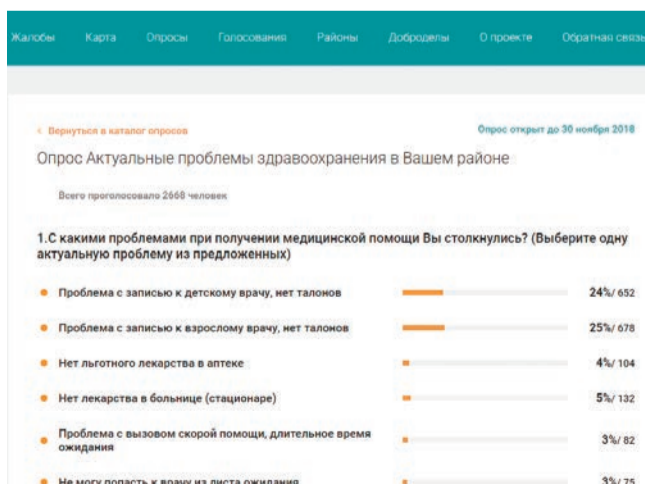 Жалобы Карта Опросы Голосования Районы Доброделы О проекте Обратная связь
‹ Вернуться в каталог опросов Опрос открыт до 30 ноября 2018
Опрос Актуальные проблемы здравоохранения в Вашем районе
Всего проголосовало 2668 человек
1.С какими проблемами при получении медицинской помощи Вы столкнулись? (Выберите одну
актуальную проблему из предложенных)
Проблема с записью к детскому врачу, нет талонов 24%/ 652
Проблема с записью к взрослому врачу, нет талонов 25%/ 678
Нет льготного лекарства в аптеке 4%/ 104
Нет лекарства в больнице (стационаре) 5%/ 132
Проблема с вызовом скорой помощи, длительное время
ожидания 3%/ 82
Не могу попасть к врачу из листа ожидания 3%/ 75